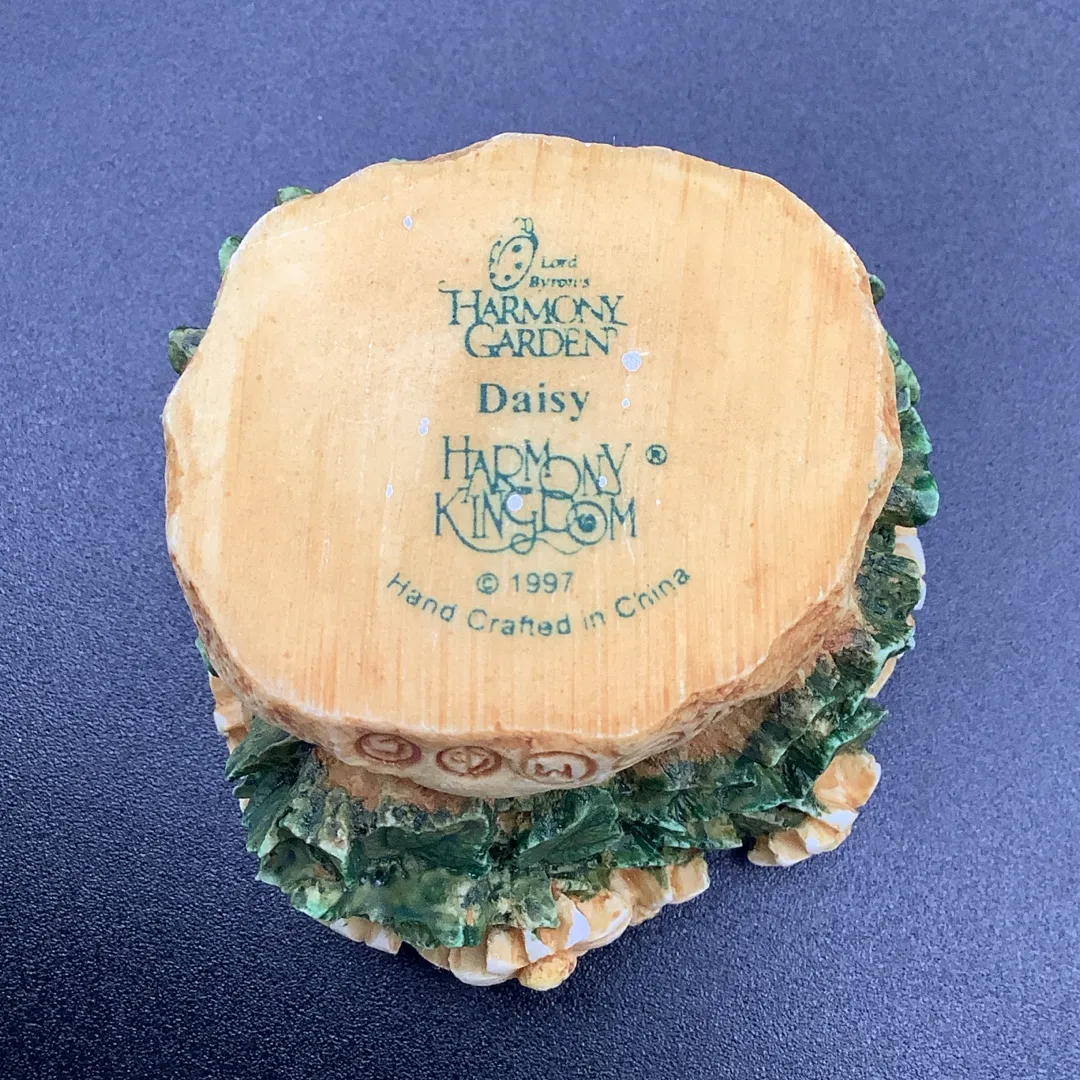 Lord
Byron's
HARMONY
GARDEN
Daisy
HARMONY ®
KINGDOM
© 1997
Hand Crafted in China